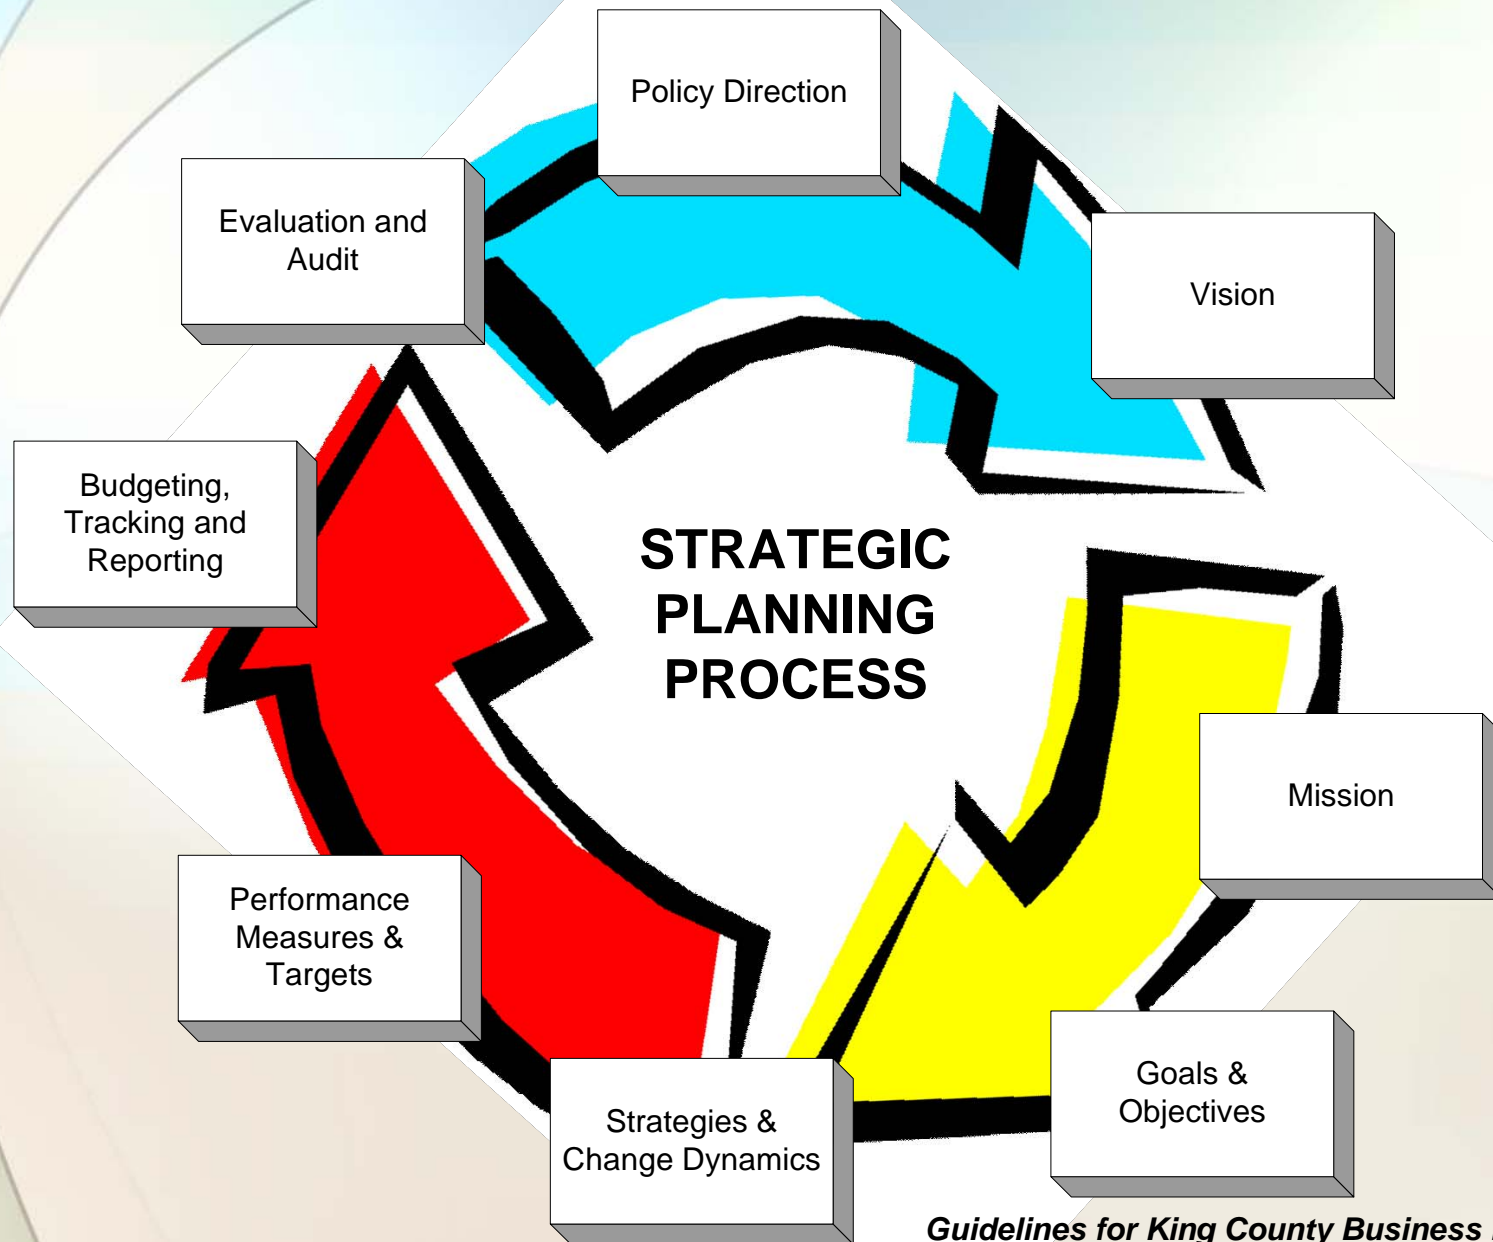 Policy Direction
Evaluation and
Audit
Vision
Budgeting,
Tracking and
Reporting
STRATEGIC
PLANNING
PROCESS
Mission
Performance
Measures &
Targets
Goals &
Objectives
Strategies &
Change Dynamics
Guidelines for King County Business